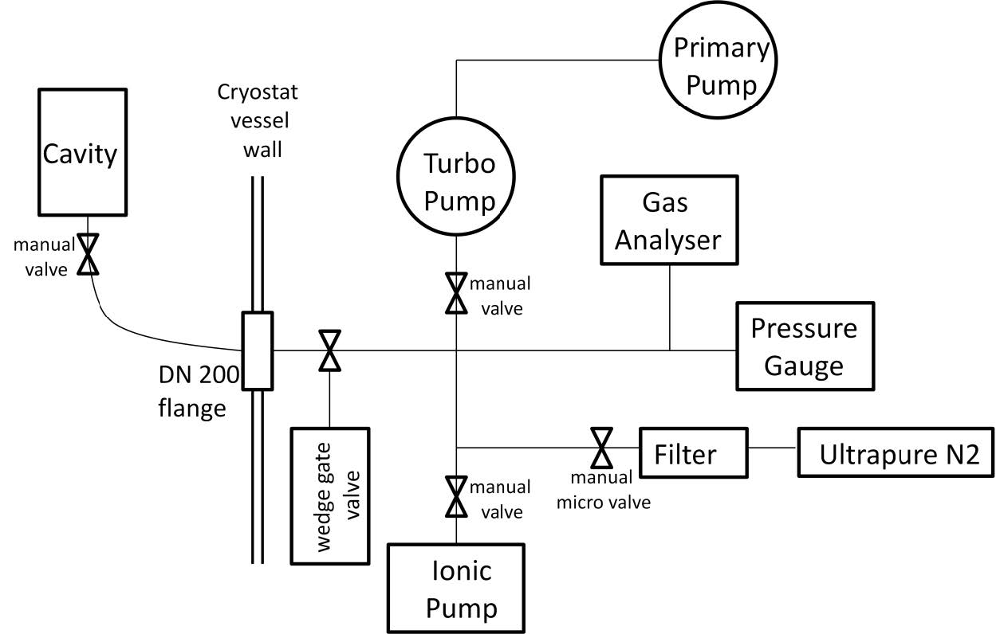 Primary
Pump
Cryostat
vessel
wall
Cavity
Turbo
Pump
Gas
Analyser
manual
valve
manual
valve
Pressure
Gauge
DN 200
flange
wedge gate
valve
Filter
Ultrapure N2
manual
micro valve
manual
valve
Ionic
Pump